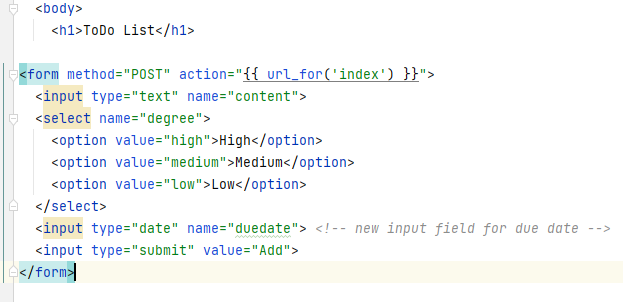 <body>
<h1>ToDo List</h1>
<form method="POST" action="{{ url_for('index') }}">
<input type="text" name="content">
<select name="degree">
<option value="high">High</option>
<option value="medium">Medium</option>
<option value="low">Low</option>
</select>
<input type="date" name="duedate"> <!-- new input field for due date -->
<input type="submit" value="Add">
</form>